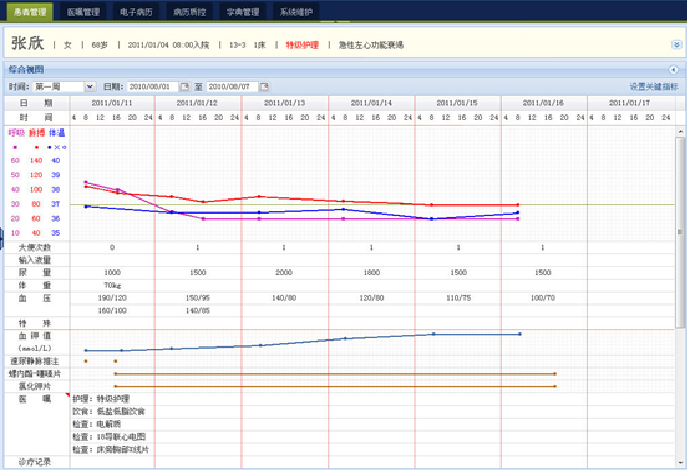 患者管理 医嘱管理 电子病历 病历质控 字典管理 系统维护
张欣 | 女 | 68岁 | 2011/01/04 08:00入院 | 13-3 1床 | 特级护理 | 急性左心功能衰竭
综合视图
时间: 第一周 日期: 2010/08/01 至 2010/08/07 设置关键指标
日 期 2011/01/11 2011/01/12 2011/01/13 2011/01/14 2011/01/15 2011/01/16 2011/01/17
时 间 4 8 12 16 20 24 4 8 12 16 20 24 4 8 12 16 20 24 4 8 12 16 20 24 4 8 12 16 20 24 4 8 12 16 20 24 4 8 12 16 20 24
呼吸 脉搏 体温
60 140 40
50 120 39
40 100 38
30 80 37
20 60 36
10 40 35
大便次数 0 1 1 1 1 1
输入液量
尿 量 1000 1500 2000 1800 1500 1500
体 重 70kg
血 压 190/120 150/95 140/80 120/80 110/75 100/70
160/100 140/85
特 殊
血 钾 值
(mmol/l)
速尿静脉推注
螺内酯-片
氯化钾片
医 嘱 护理: 特级护理
饮食: 低盐低脂饮食
检查: 电解质
检查: 18导联心电图
检查: 床旁胸部X线片
诊疗记录